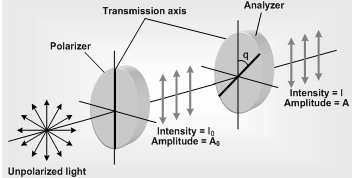 Transmission axis
Analyzer
Polarizer
q
Intensity = I
Amplitude = A
Intensity = I₀
Amplitude = A₀
Unpolarized light